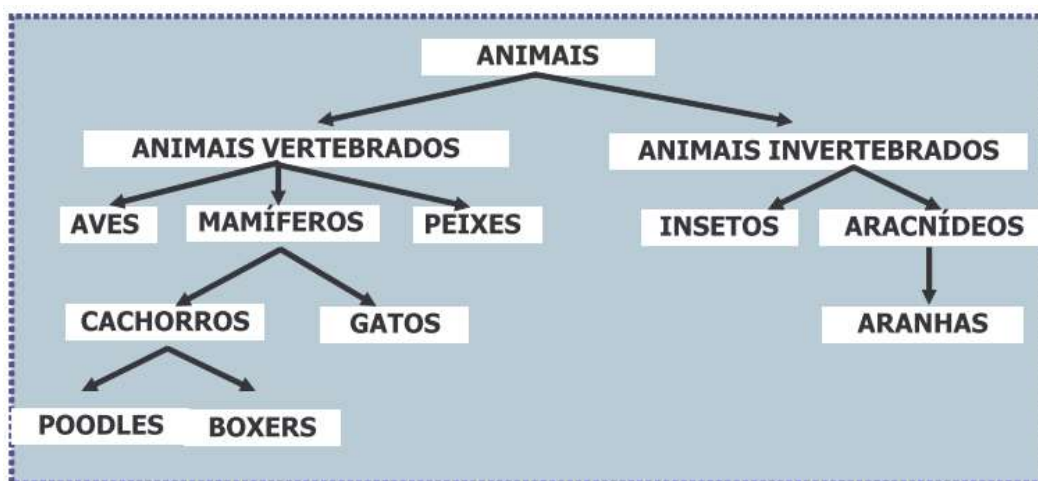 ANIMAIS
ANIMAIS VERTEBRADOS
ANIMAIS INVERTEBRADOS
AVES
MAMÍFEROS
PEIXES
INSETOS
ARACNÍDEOS
CACHORROS
GATOS
ARANHAS
POODLES
BOXERS